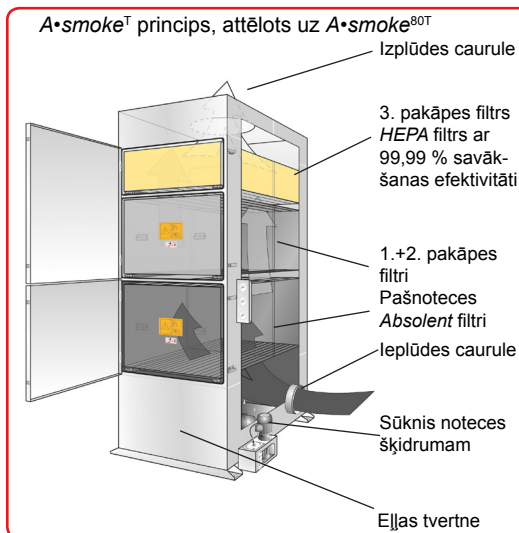 A•smokeᵀ princips, attēlots uz A•smoke⁸⁰ᵀ
Izplūdes caurule
3. pakāpes filtrs
HEPA filtrs ar
99,99 % savāk-
šanas efektivitāti
1.+2. pakāpes
filtri
Pašnoteces
Absolent filtri
Ieplūdes caurule
Sūknis noteces
šķidrumam
Eļļas tvertne